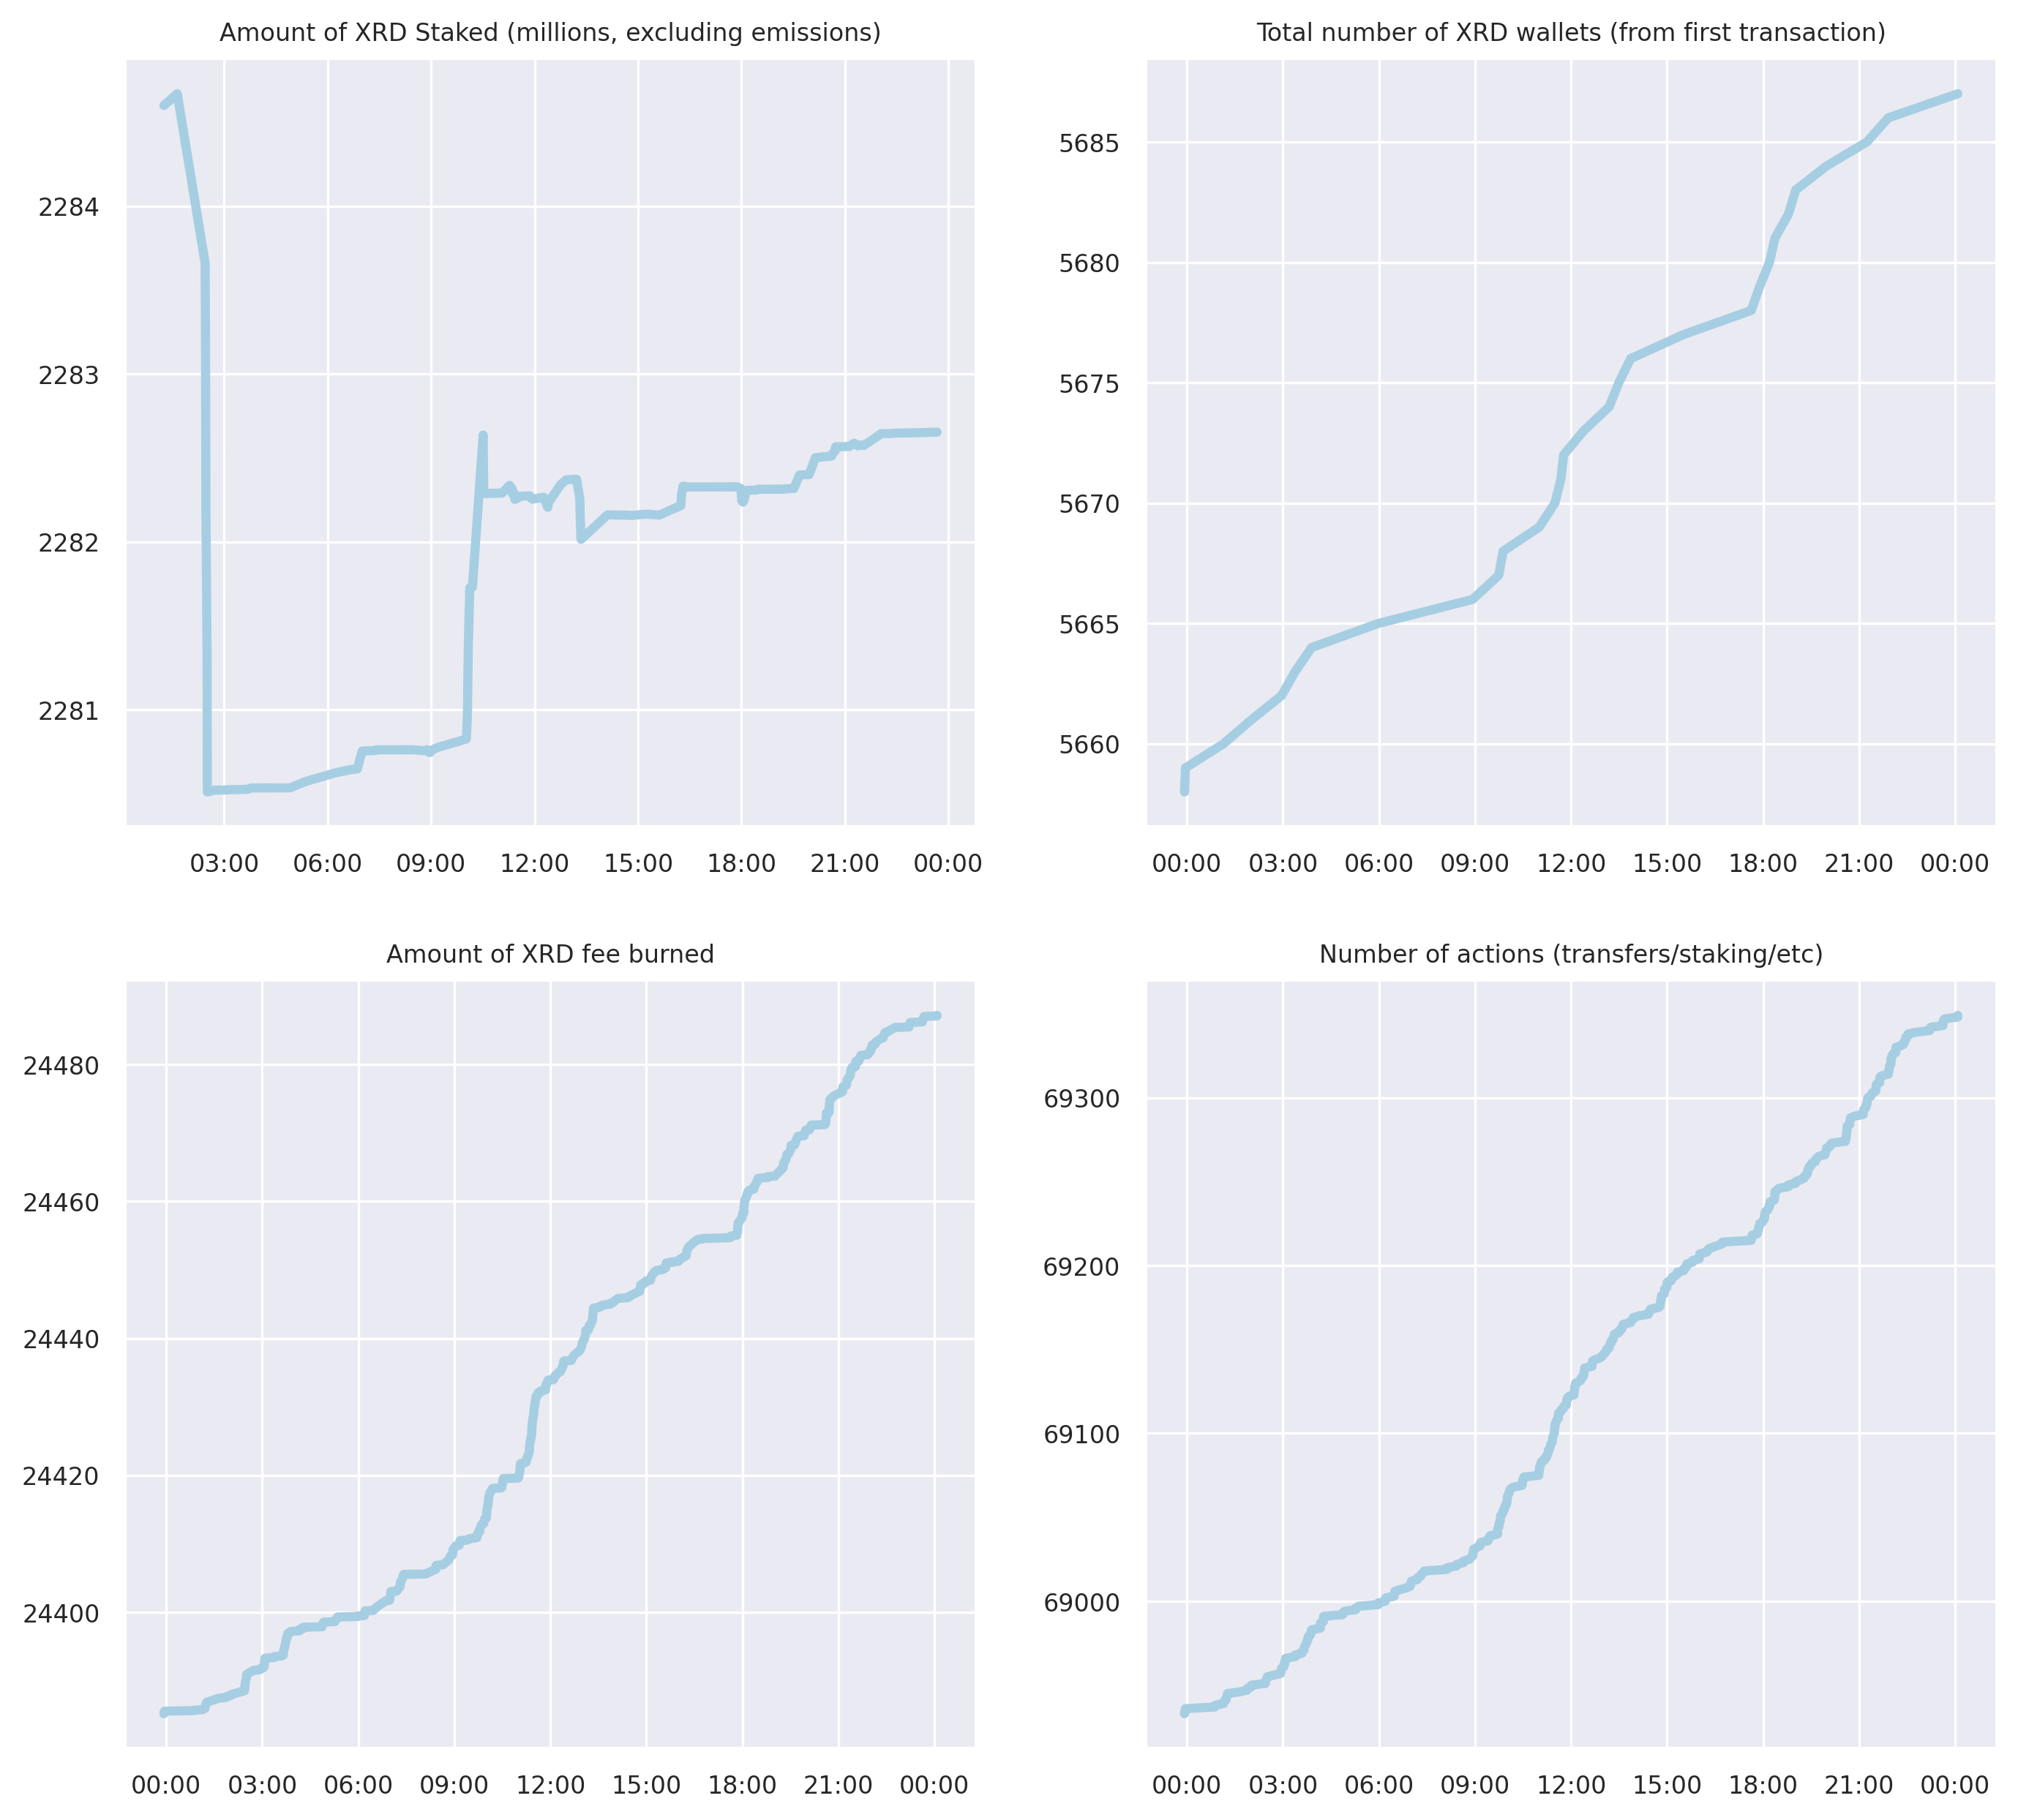 Amount of XRD Staked (millions, excluding emissions)
2284
2283
2282
2281
03:00 06:00 09:00 12:00 15:00 18:00 21:00 00:00
Total number of XRD wallets (from first transaction)
5685
5680
5675
5670
5665
5660
00:00 03:00 06:00 09:00 12:00 15:00 18:00 21:00 00:00
Amount of XRD fee burned
24480
24460
24440
24420
24400
00:00 03:00 06:00 09:00 12:00 15:00 18:00 21:00 00:00
Number of actions (transfers/staking/etc)
69300
69200
69100
69000
00:00 03:00 06:00 09:00 12:00 15:00 18:00 21:00 00:00